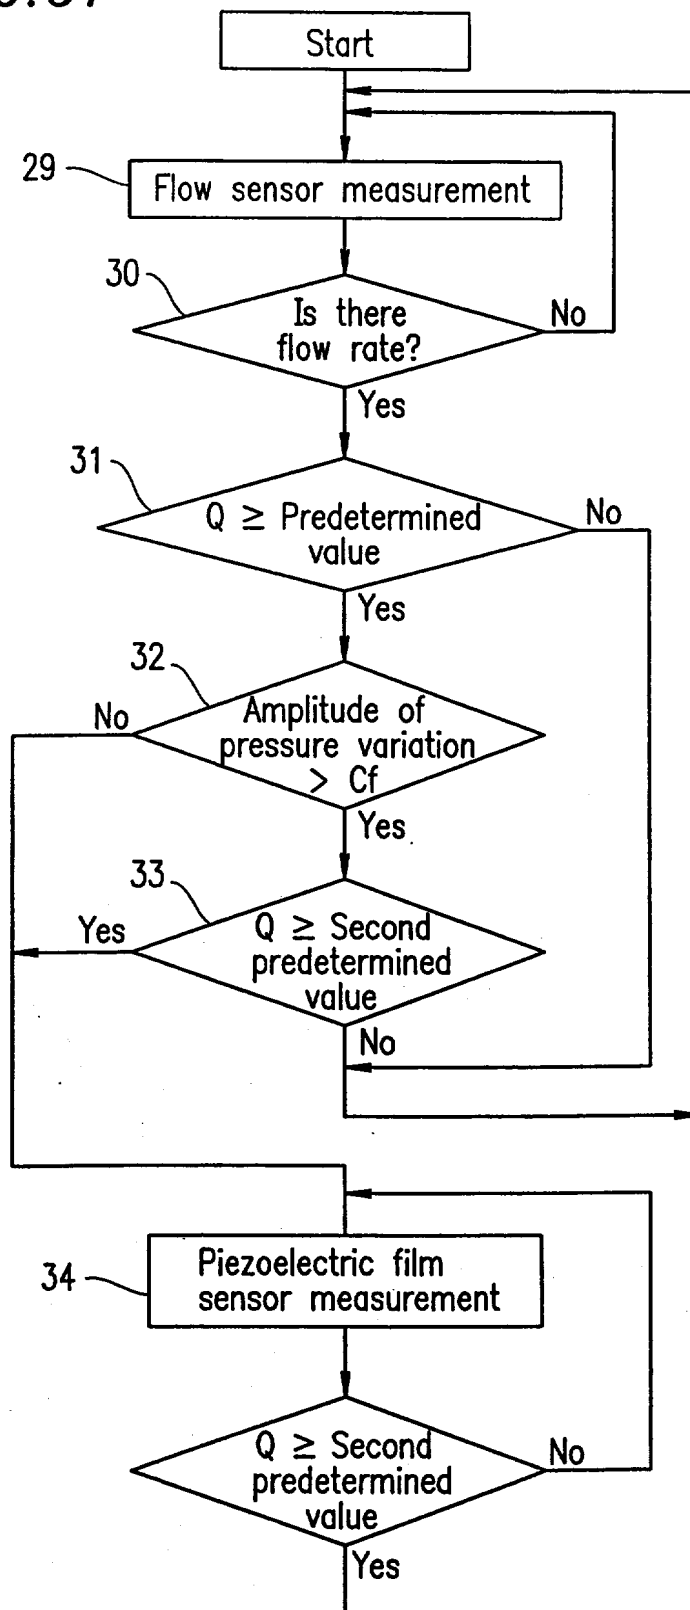 Start
29
Flow sensor measurement
30
Is there
flow rate?
No
Yes
31
Q ≥ Predetermined
value
No
Yes
32
No
Amplitude of
pressure variation
> Cf
Yes
33
Yes
Q ≥ Second
predetermined
value
No
34
Piezoelectric film
sensor measurement
Q ≥ Second
predetermined
value
No
Yes